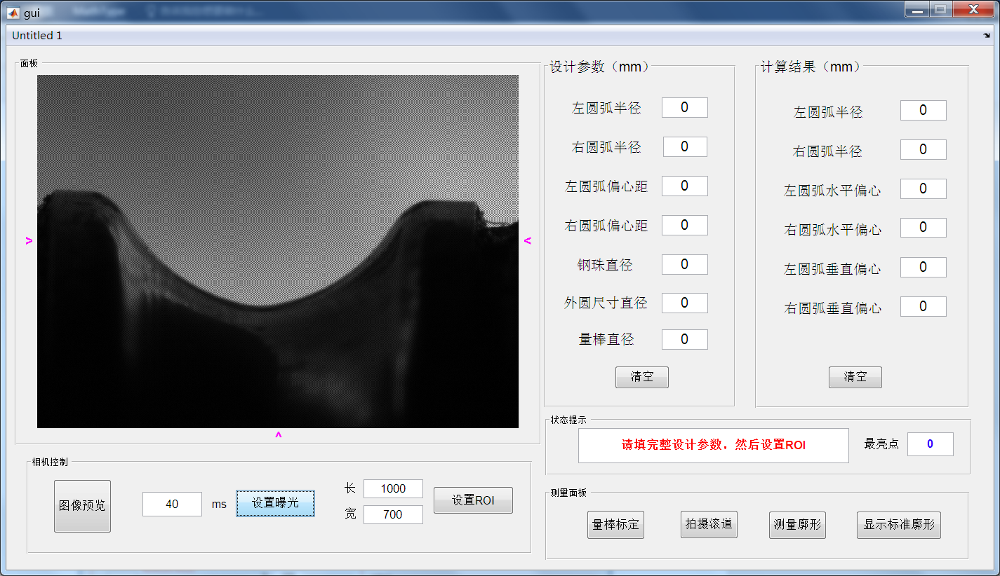 gui
Untitled 1
面板
>
<
^
设计参数（mm）
左圆弧半径 0
右圆弧半径 0
左圆弧偏心距 0
右圆弧偏心距 0
钢珠直径 0
外圆尺寸直径 0
量棒直径 0
清空
计算结果（mm）
左圆弧半径 0
右圆弧半径 0
左圆弧水平偏心 0
右圆弧水平偏心 0
左圆弧垂直偏心 0
右圆弧垂直偏心 0
清空
状态提示
请填完整设计参数，然后设置ROI
最亮点 0
相机控制
图像预览
40 ms
设置曝光
长 1000
宽 700
设置ROI
测量面板
量棒标定
拍摄滚道
测量廓形
显示标准廓形